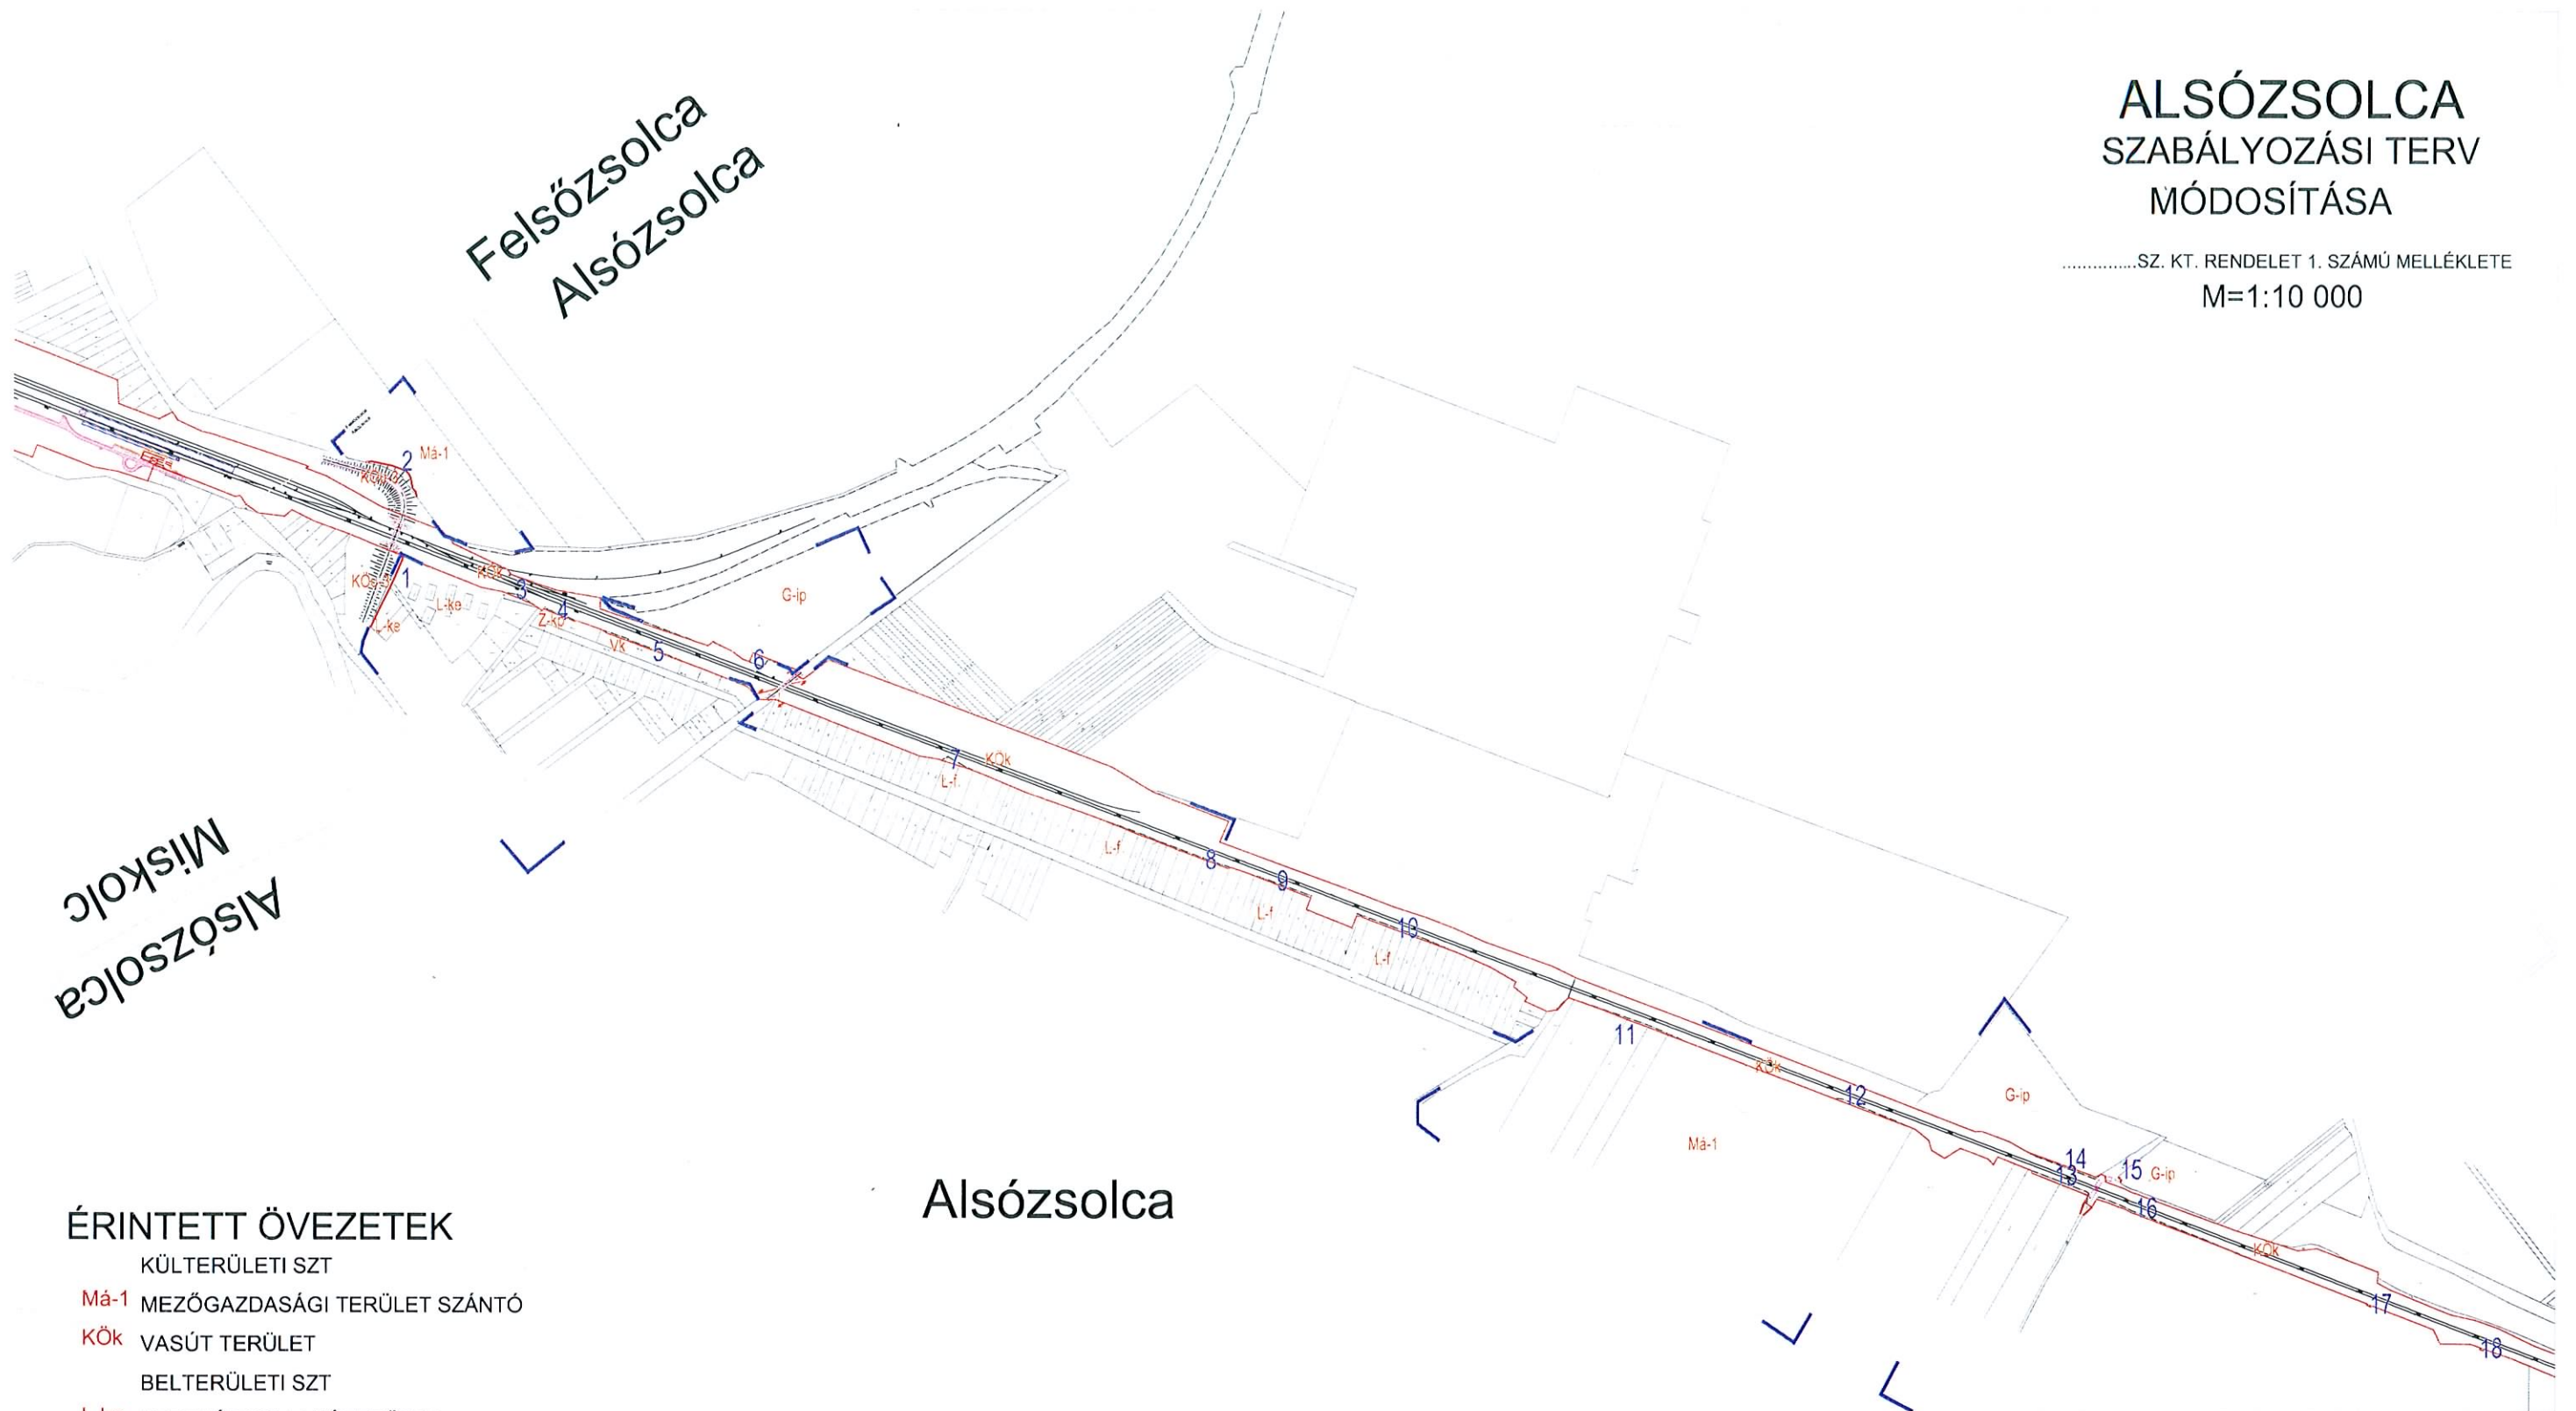 ALSÓZSOLCA
SZABÁLYOZÁSI TERV
MÓDOSÍTÁSA
...............SZ. KT. RENDELET 1. SZÁMÚ MELLÉKLETE
M=1:10 000
Felsőzsolca
Alsózsolca
2
Má-1
1
L-ke
L-ke
KÖk
3
4
Z-kp
Vk
5
6
G-ip
7
KÖk
L-f
L-f
8
9
L-f
10
L-f
11
KÖk
12
Má-1
G-ip
14
13
15
G-ip
16
KÖk
17
18
Miskolc
Alsózsolca
Alsózsolca
ÉRINTETT ÖVEZETEK
KÜLTERÜLETI SZT
Má-1 MEZŐGAZDASÁGI TERÜLET SZÁNTÓ
KÖk VASÚT TERÜLET
BELTERÜLETI SZT